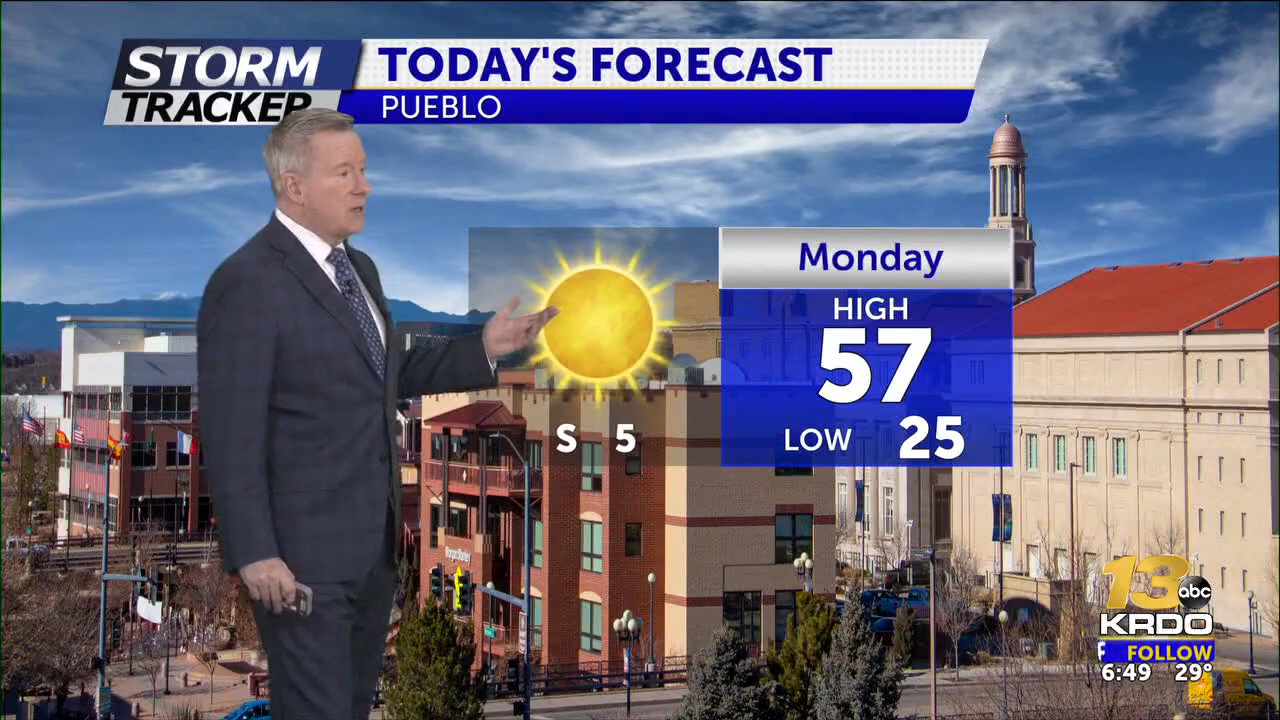 STORM
TRACKER
TODAY'S FORECAST
PUEBLO
Monday
HIGH
57
LOW 25
S 5
13 abc
KRDO
FOLLOW
6:49 29°